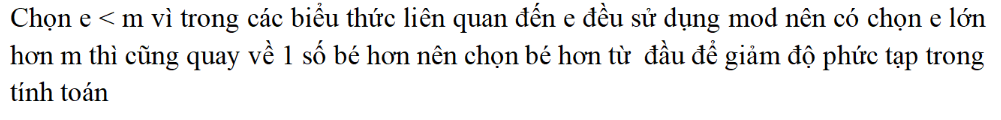 Chọn e < m vì trong các biểu thức liên quan đến e đều sử dụng mod nên có chọn e lớn
hơn m thì cũng quay về 1 số bé hơn nên chọn bé hơn từ đầu để giảm độ phức tạp trong
tính toán